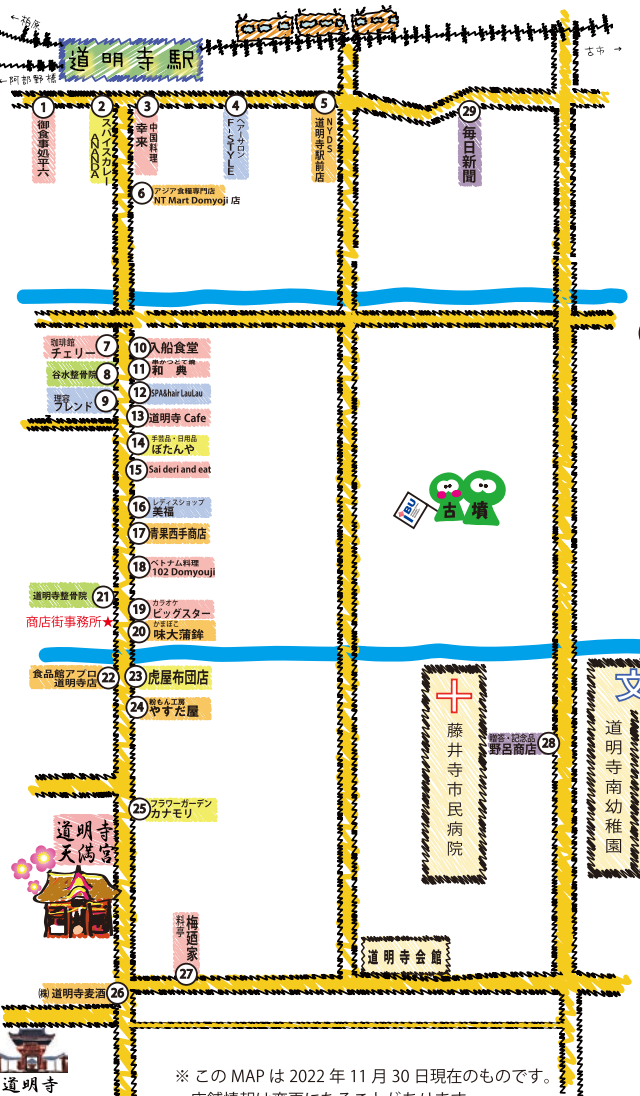 ←柏原
道明寺駅
←阿部野橋
古市→
1
御食事処平六
2
スパイスカレー
ANANDA
3
中国料理
幸来
4
ヘアーサロン
F-STYLE
5
NYDS
道明寺駅前店
29
毎日新聞
6
アジア食糧専門店
NT Mart Domyoji 店
珈琲館
チェリー
7
谷水整骨院
8
理容
フレンド
9
10
入船食堂
11
串かつとて焼
和 典
12
SPA&hair LauLau
13
道明寺 Cafe
14
手芸品・日用品
ぼたんや
15
Sai deri and eat
16
レディスショップ
美福
17
青果西手商店
18
ベトナム料理
102 Domyouji
道明寺整骨院
21
19
カラオケ
ビッグスター
商店街事務所★
20
かまぼこ
味大蒲鉾
IBU
古墳
食品館アプロ
道明寺店
22
23
虎屋布団店
24
粉もん工房
やすだ屋
25
フラワーガーデン
カナモリ
藤井寺市民病院
贈答・記念品
野呂商店
28
文
道明寺南幼稚園
道明寺
天満宮
料亭
梅廼家
27
道明寺会館
㈱道明寺麦酒
26
道明寺
※ この MAP は 2022 年 11 月 30 日現在のものです。